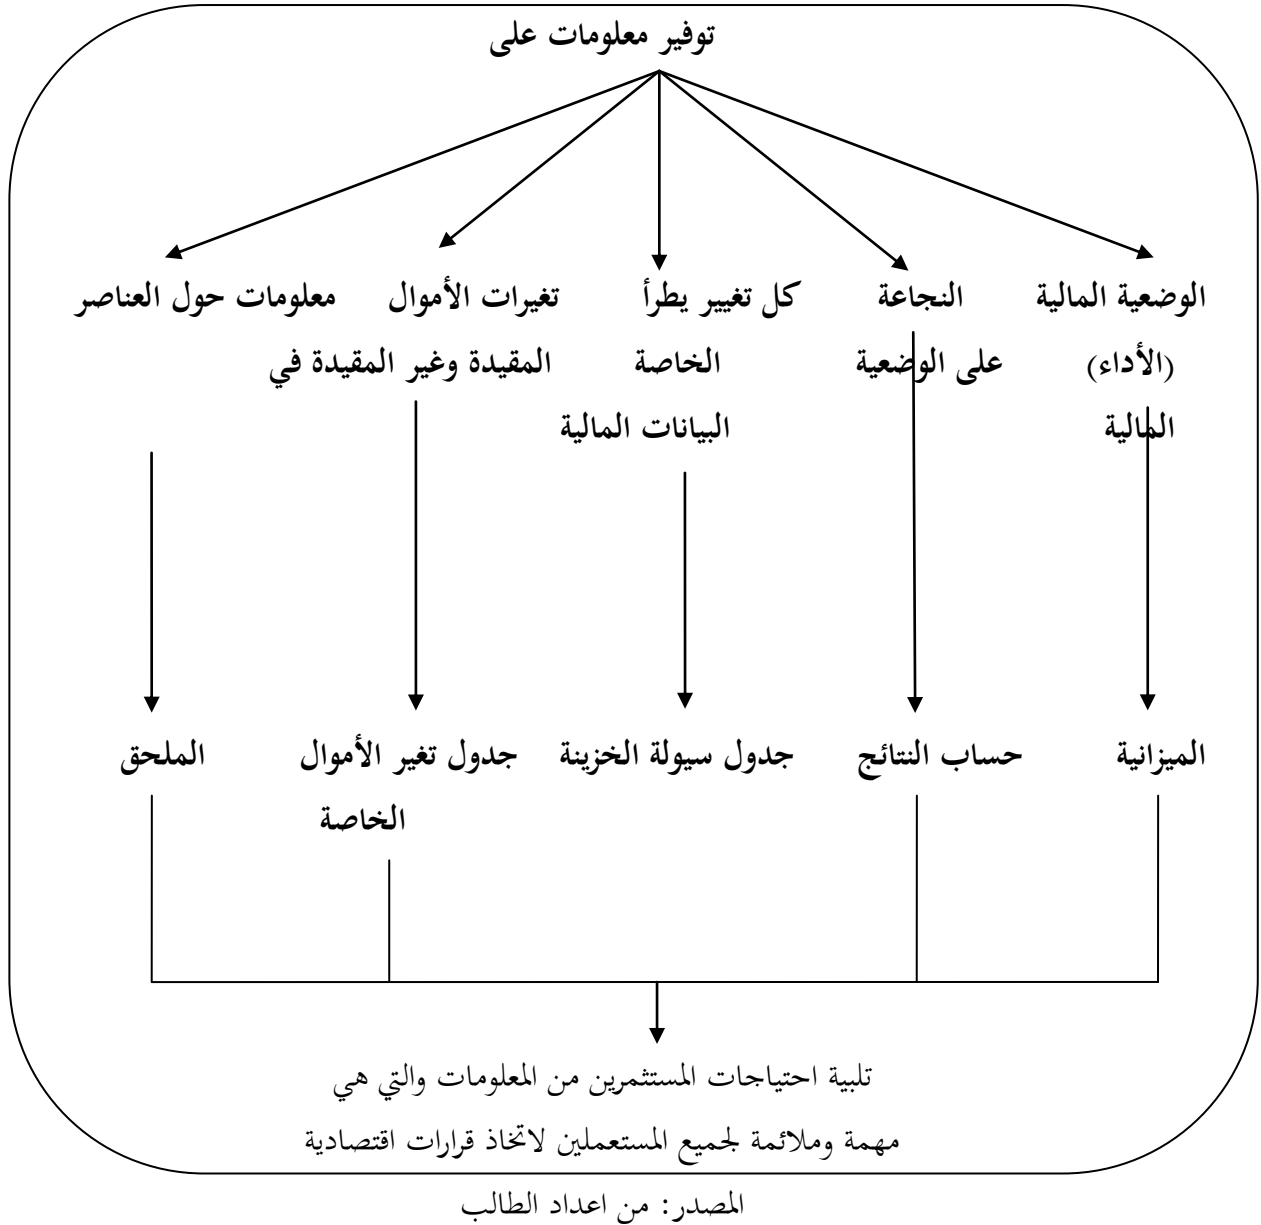 توفير معلومات على
الوضعية المالية النجاعة كل تغيير يطرأ تغيرات الأموال معلومات حول العناصر
(الأداء) على الوضعية الخاصة المقيدة وغير المقيدة في
المالية البيانات المالية
الميزانية حساب النتائج جدول سيولة الخزينة جدول تغير الأموال الملحق
الخاصة
تلبية احتياجات المستثمرين من المعلومات والتي هي
مهمة وملائمة لجميع المستعملين لاتخاذ قرارات اقتصادية
المصدر: من اعداد الطالب